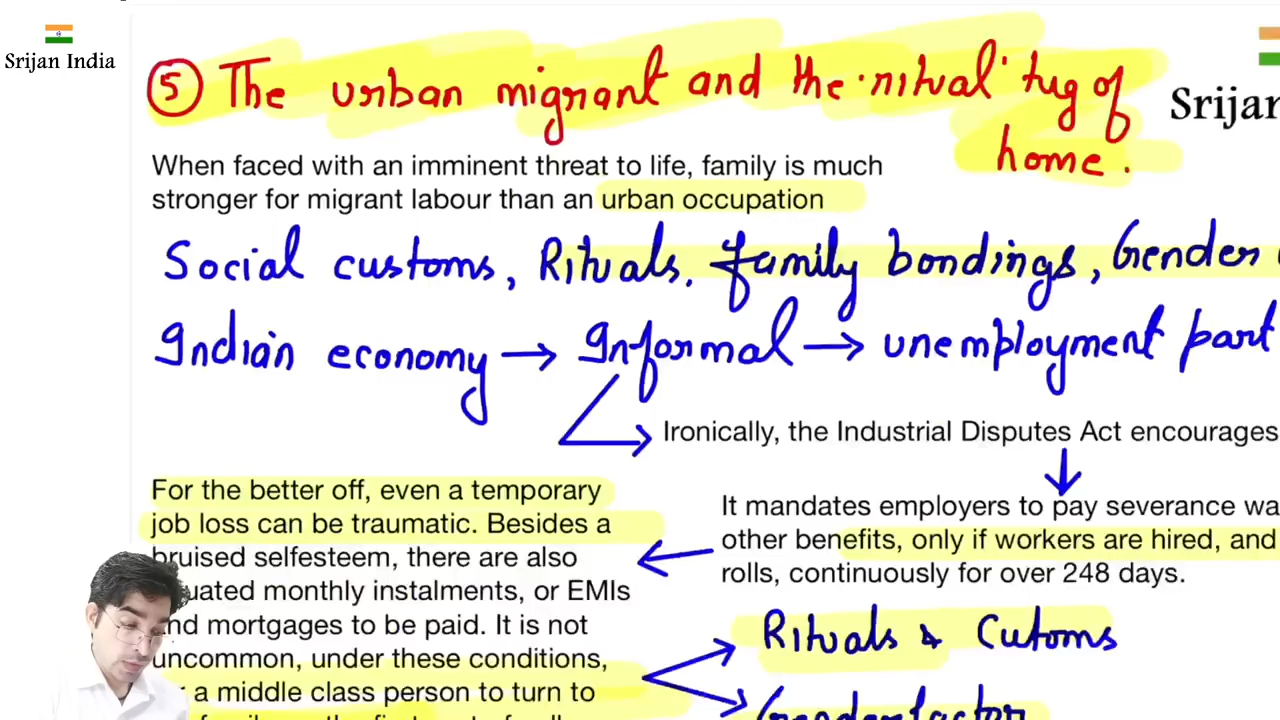 Srijan India
⑤ The urban migrant and the 'ritual' tug of
home.
Srijan
When faced with an imminent threat to life, family is much
stronger for migrant labour than an urban occupation
Social customs, Rituals, family bondings, Gender
Indian economy → Informal → unemployment part
Ironically, the Industrial Disputes Act encourages
It mandates employers to pay severance wa
other benefits, only if workers are hired, and
rolls, continuously for over 248 days.
For the better off, even a temporary
job loss can be traumatic. Besides a
bruised selfesteem, there are also
uated monthly instalments, or EMIs
nd mortgages to be paid. It is not
uncommon, under these conditions,
a middle class person to turn to
Rituals & Cutoms
Gender factor